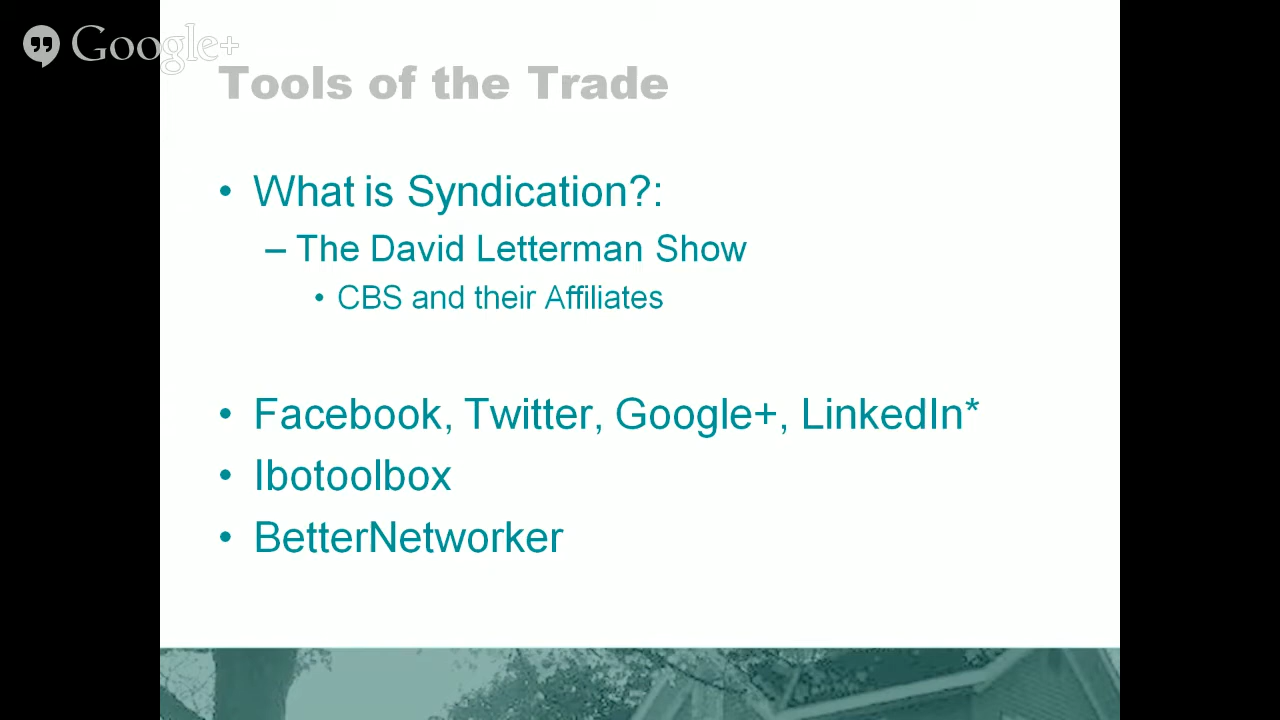 Google+
Tools of the Trade
• What is Syndication?:
– The David Letterman Show
• CBS and their Affiliates
• Facebook, Twitter, Google+, LinkedIn*
• Ibotoolbox
• BetterNetworker